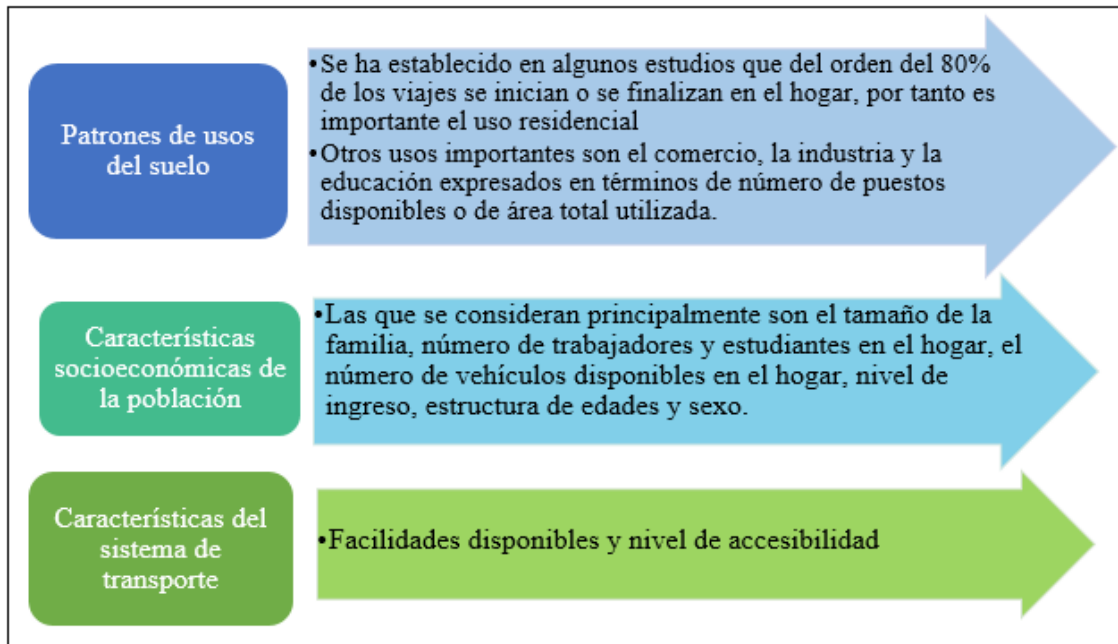 Patrones de usos
del suelo
•Se ha establecido en algunos estudios que del orden del 80%
de los viajes se inician o se finalizan en el hogar, por tanto es
importante el uso residencial
•Otros usos importantes son el comercio, la industria y la
educación expresados en términos de número de puestos
disponibles o de área total utilizada.
Características
socioeconómicas de
la población
•Las que se consideran principalmente son el tamaño de la
familia, número de trabajadores y estudiantes en el hogar, el
número de vehículos disponibles en el hogar, nivel de
ingreso, estructura de edades y sexo.
Características del
sistema de
transporte
•Facilidades disponibles y nivel de accesibilidad